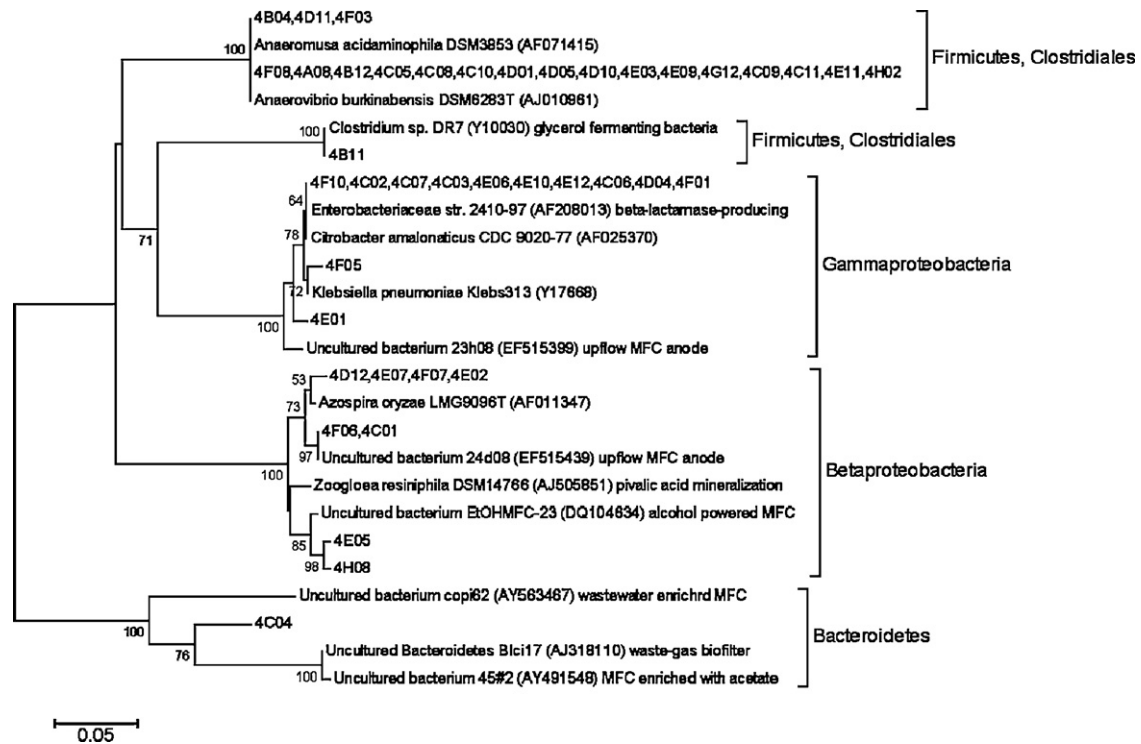 4B04,4D11,4F03
100
Anaeromusa acidaminophila DSM3853 (AF071415)
4F08,4A08,4B12,4C05,4C08,4C10,4D01,4D05,4D10,4E03,4E09,4G12,4C09,4C11,4E11,4H02
Anaerovibrio burkinabensis DSM6283T (AJ010961)
Firmicutes, Clostridiales
Clostridium sp. DR7 (Y10030) glycerol fermenting bacteria
100
4B11
Firmicutes, Clostridiales
71
4F10,4C02,4C07,4C03,4E06,4E10,4E12,4C06,4D04,4F01
64
Enterobacteriaceae str. 2410-97 (AF208013) beta-lactamase-producing
78
Citrobacter amalonaticus CDC 9020-77 (AF025370)
4F05
72
Klebsiella pneumoniae Klebs313 (Y17668)
4E01
100
Uncultured bacterium 23h08 (EF515399) upflow MFC anode
Gammaproteobacteria
4D12,4E07,4F07,4E02
53
Azospira oryzae LMG9096T (AF011347)
73
4F06,4C01
97
Uncultured bacterium 24d08 (EF515439) upflow MFC anode
100
Zoogloea resiniphila DSM14766 (AJ505851) pivalic acid mineralization
Uncultured bacterium EtOHMFC-23 (DQ104634) alcohol powered MFC
85
4E05
98
4H08
Betaproteobacteria
Uncultured bacterium copi62 (AY563467) wastewater enrichrd MFC
100
4C04
76
Uncultured Bacteroidetes Blci17 (AJ318110) waste-gas biofilter
100
Uncultured bacterium 45#2 (AY491548) MFC enriched with acetate
Bacteroidetes
0.05